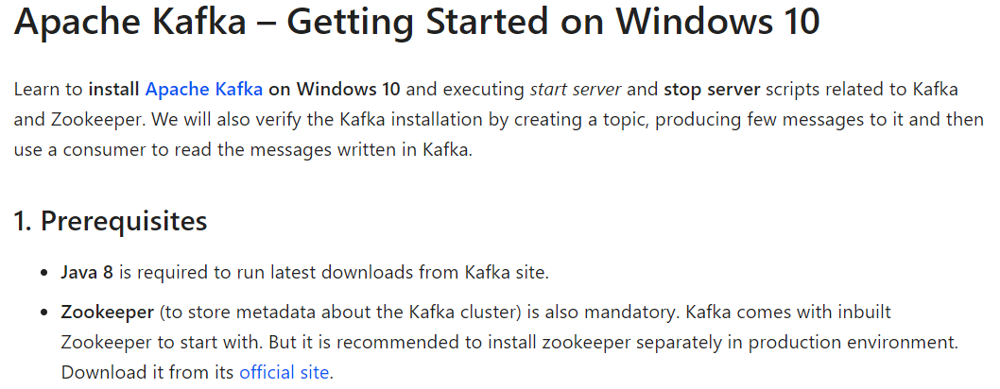 Apache Kafka – Getting Started on Windows 10
Learn to install Apache Kafka on Windows 10 and executing start server and stop server scripts related to Kafka
and Zookeeper. We will also verify the Kafka installation by creating a topic, producing few messages to it and then
use a consumer to read the messages written in Kafka.
1. Prerequisites
• Java 8 is required to run latest downloads from Kafka site.
• Zookeeper (to store metadata about the Kafka cluster) is also mandatory. Kafka comes with inbuilt
Zookeeper to start with. But it is recommended to install zookeeper separately in production environment.
Download it from its official site.